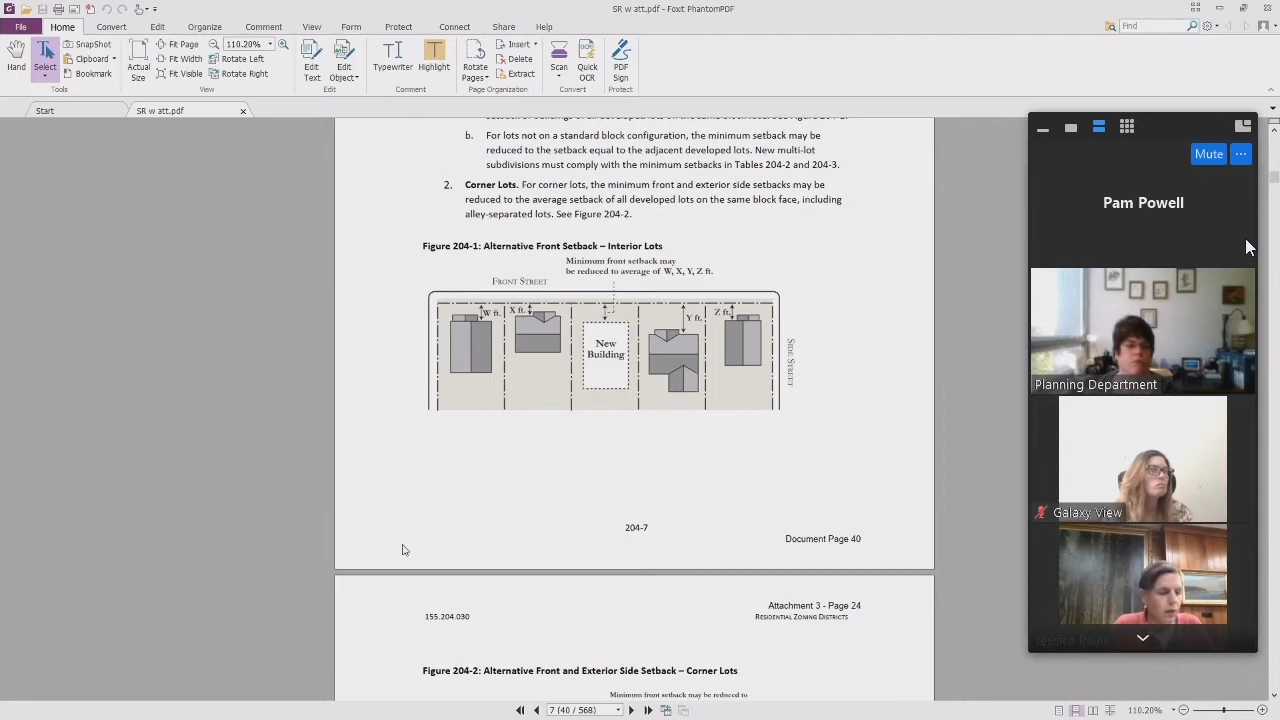 SR w att.pdf - Foxit PhantomPDF
File Home Convert Edit Organize Comment View Form Protect Connect Share Help Find
Hand
Select
SnapShot
Clipboard
Bookmark
Tools
Actual Size
Fit Page
Fit Width
Fit Visible
110.20%
Rotate Left
Rotate Right
View
Edit Text
Edit Object
Edit
Typewriter
Highlight
Comment
Rotate Pages
Insert
Delete
Extract
Page Organization
Scan
Quick OCR
Convert
PDF Sign
Protect
Start
SR w att.pdf
b. For lots not on a standard block configuration, the minimum setback may be
reduced to the setback equal to the adjacent developed lots. New multi-lot
subdivisions must comply with the minimum setbacks in Tables 204-2 and 204-3.
2. Corner Lots. For corner lots, the minimum front and exterior side setbacks may be
reduced to the average setback of all developed lots on the same block face, including
alley-separated lots. See Figure 204-2.
Figure 204-1: Alternative Front Setback – Interior Lots
Minimum front setback may
be reduced to average of W, X, Y, Z ft.
FRONT STREET
W ft.
X ft.
Y ft.
Z ft.
New
Building
SIDE STREET
204-7
Document Page 40
Attachment 3 - Page 24
155.204.030
RESIDENTIAL ZONING DISTRICTS
Figure 204-2: Alternative Front and Exterior Side Setback – Corner Lots
Minimum front setback may be reduced to
Mute
Pam Powell
Planning Department
Galaxy View
7 (40 / 568)
110.20%